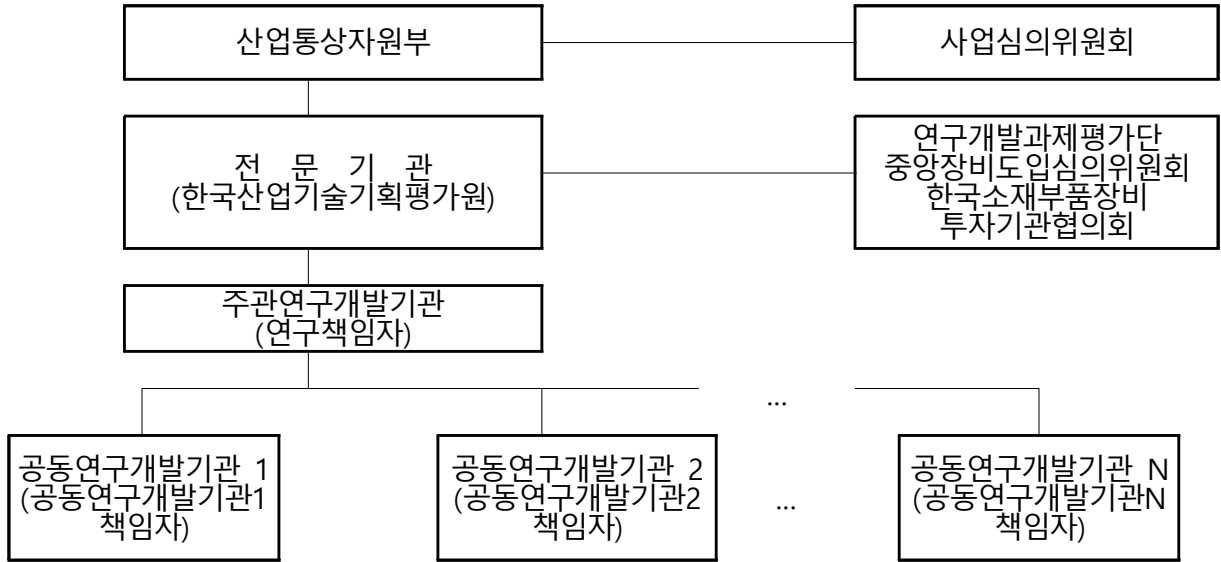 산업통상자원부
사업심의위원회
전 문 기 관
(한국산업기술기획평가원)
연구개발과제평가단
중앙장비도입심의위원회
한국소재부품장비
투자기관협의회
주관연구개발기관
(연구책임자)
...
공동연구개발기관 1
(공동연구개발기관1
책임자)
공동연구개발기관 2
(공동연구개발기관2
책임자)
...
공동연구개발기관 N
(공동연구개발기관N
책임자)